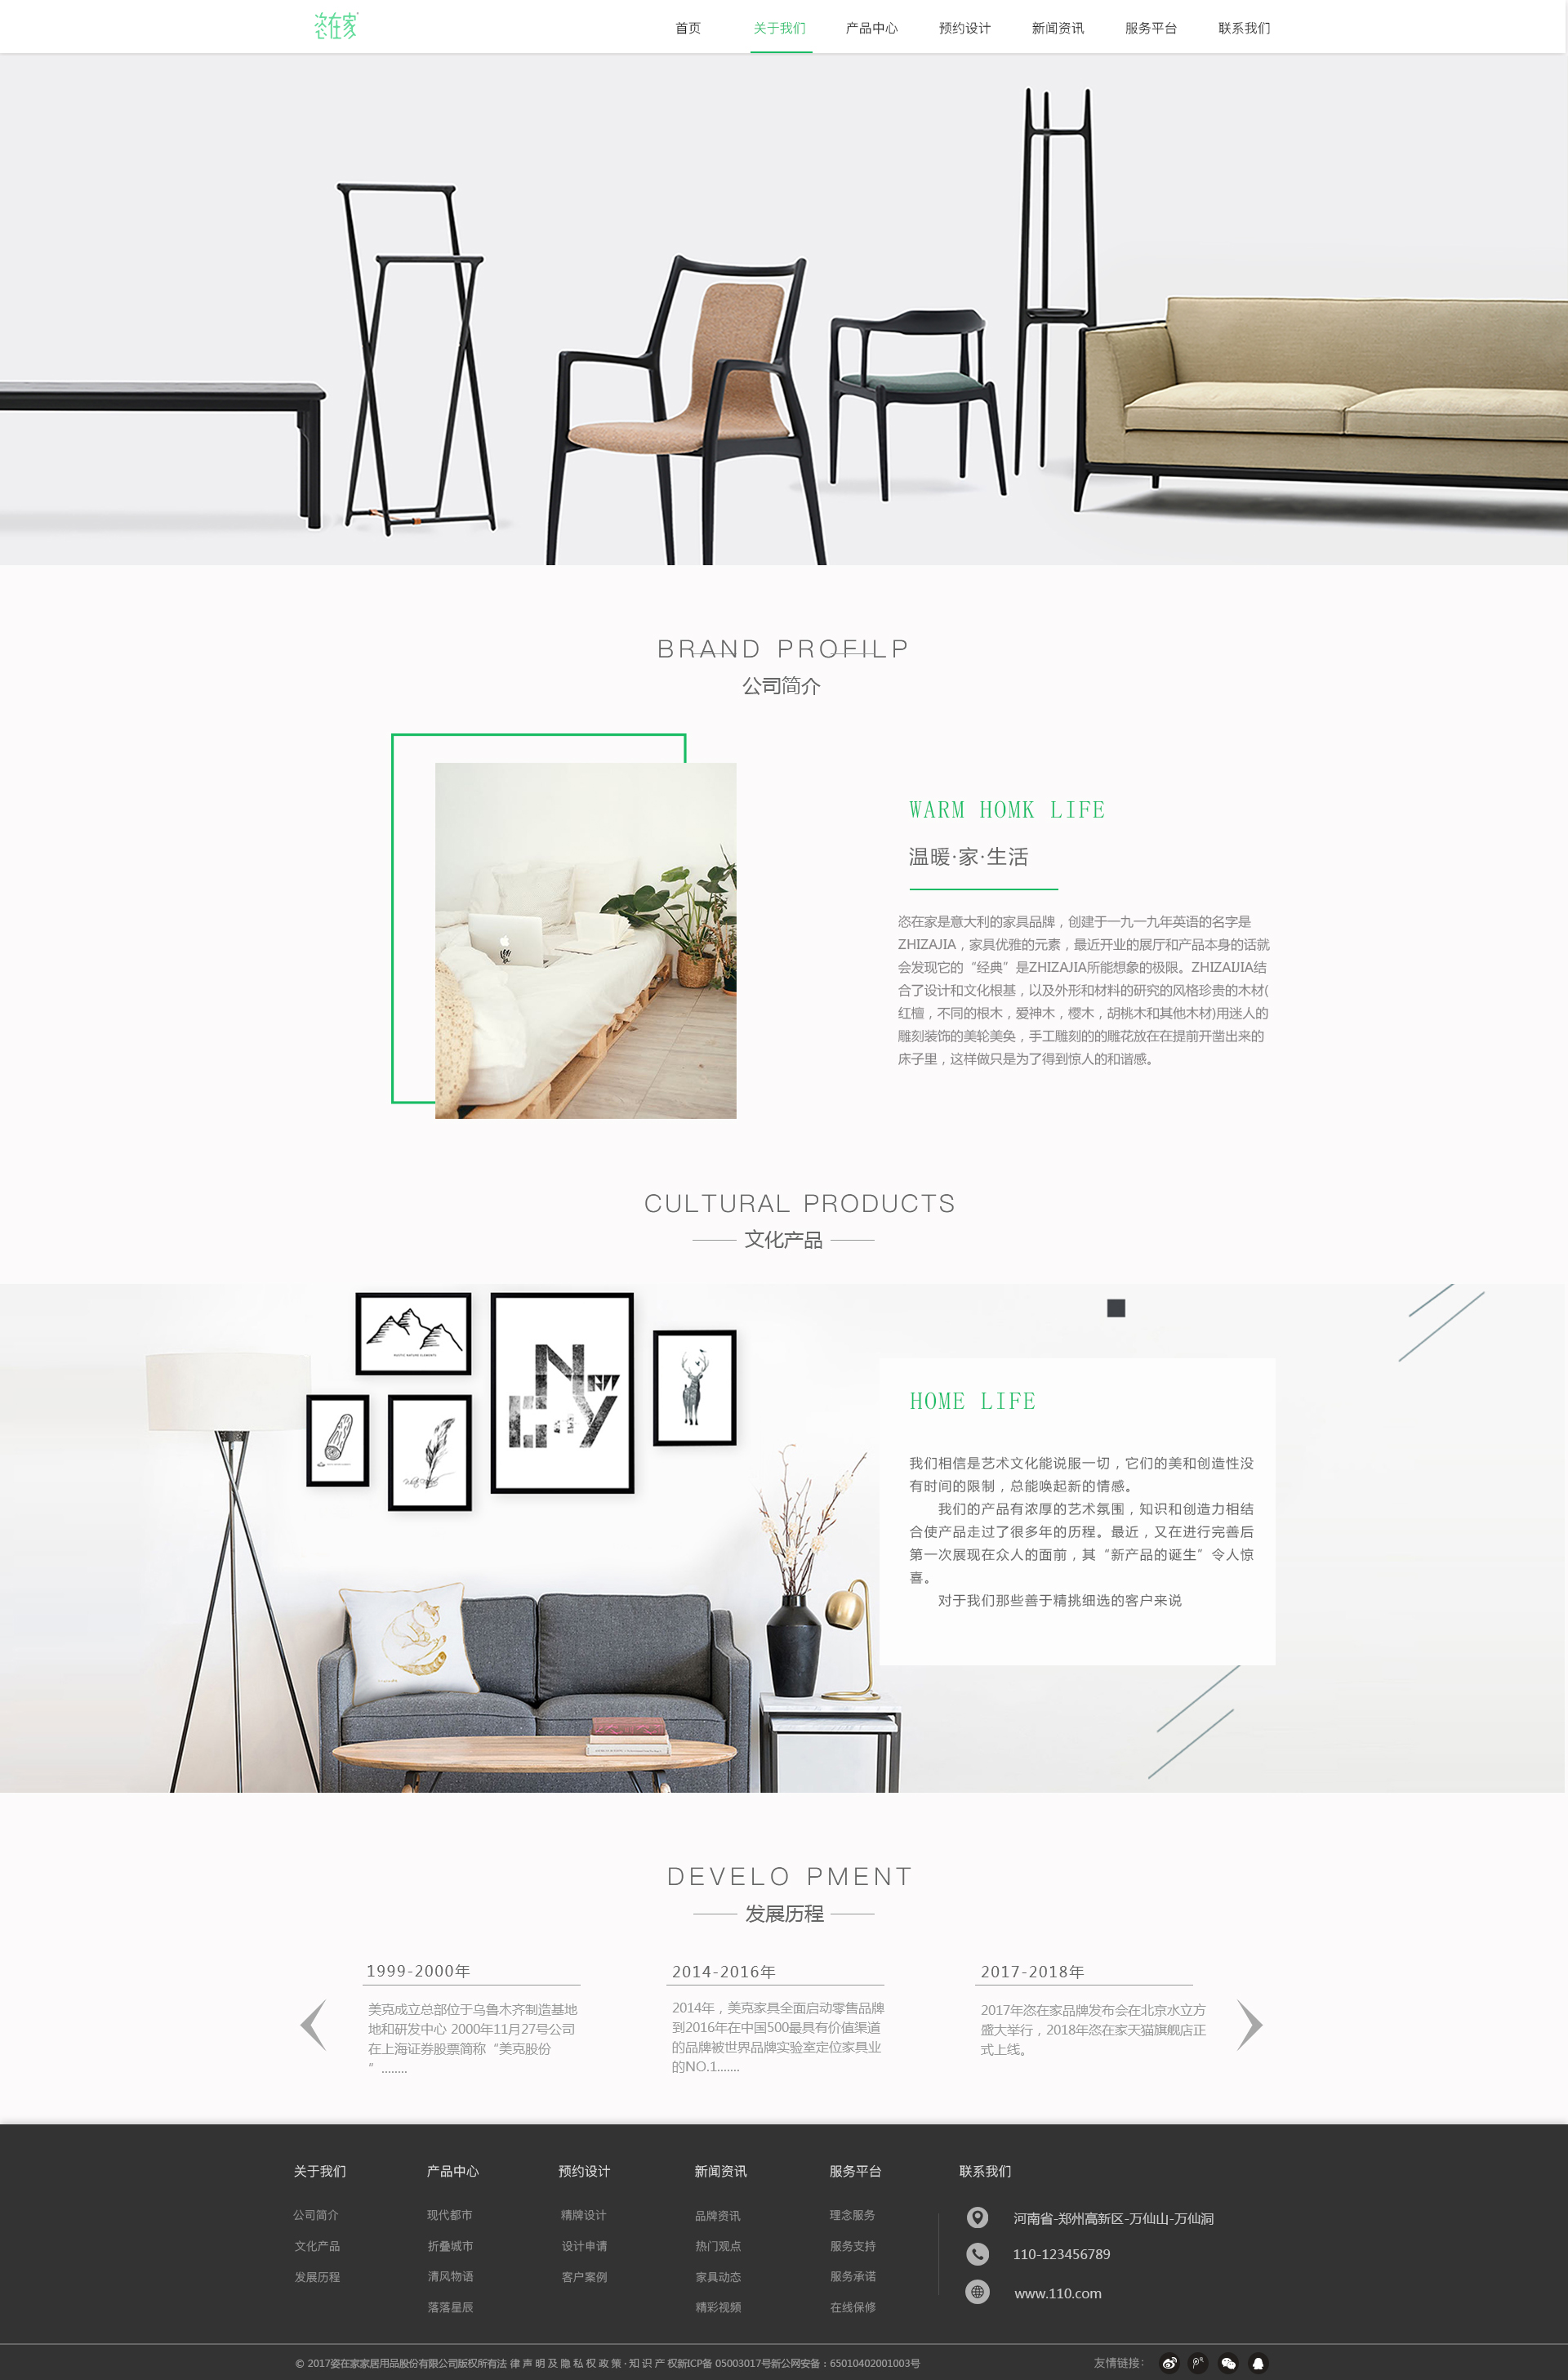 恣在家
首页 关于我们 产品中心 预约设计 新闻资讯 服务平台 联系我们
BRAND PROFILP
公司简介
WARM HOMK LIFE
温暖·家·生活
恣在家是意大利的家具品牌，创建于一九一九年英语的名字是
ZHIZAJIA，家具优雅的元素，最近开业的展厅和产品本身的话就
会发现它的“经典”是ZHIZAJIA所能想象的极限。ZHIZAIJIA结
合了设计和文化根基，以及外形和材料的研究的风格珍贵的木材(
红檀，不同的根木，爱神木，樱木，胡桃木和其他木材)用迷人的
雕刻装饰的美轮美奂，手工雕刻的的雕花放在在提前开凿出来的
床子里，这样做只是为了得到惊人的和谐感。
CULTURAL PRODUCTS
文化产品
New
HOME LIFE
我们相信是艺术文化能说服一切，它们的美和创造性没
有时间的限制，总能唤起新的情感。
我们的产品有浓厚的艺术氛围，知识和创造力相结
合使产品走过了很多年的历程。最近，又在进行完善后
第一次展现在众人的面前，其“新产品的诞生”令人惊
喜。
对于我们那些善于精挑细选的客户来说
DEVELO PMENT
发展历程
1999-2000年
美克成立总部位于乌鲁木齐制造基地
地和研发中心 2000年11月27号公司
在上海证券股票简称“美克股份
”........
2014-2016年
2014年，美克家具全面启动零售品牌
到2016年在中国500最具有价值渠道
的品牌被世界品牌实验室定位家具业
的NO.1.......
2017-2018年
2017年恣在家品牌发布会在北京水立方
盛大举行，2018年恣在家天猫旗舰店正
式上线。
关于我们
公司简介
文化产品
发展历程
产品中心
现代都市
折叠城市
清风物语
落落星辰
预约设计
精牌设计
设计申请
客户案例
新闻资讯
品牌资讯
热门观点
家具动态
精彩视频
服务平台
理念服务
服务支持
服务承诺
在线保修
联系我们
河南省-郑州高新区-万仙山-万仙洞
110-123456789
www.110.com
© 2017姿在家家居用品股份有限公司版权所有法 律 声 明 及 隐 私 权 政 策 · 知 识 产 权新ICP备 05003017号新公网安备：65010402001003号
友情链接：